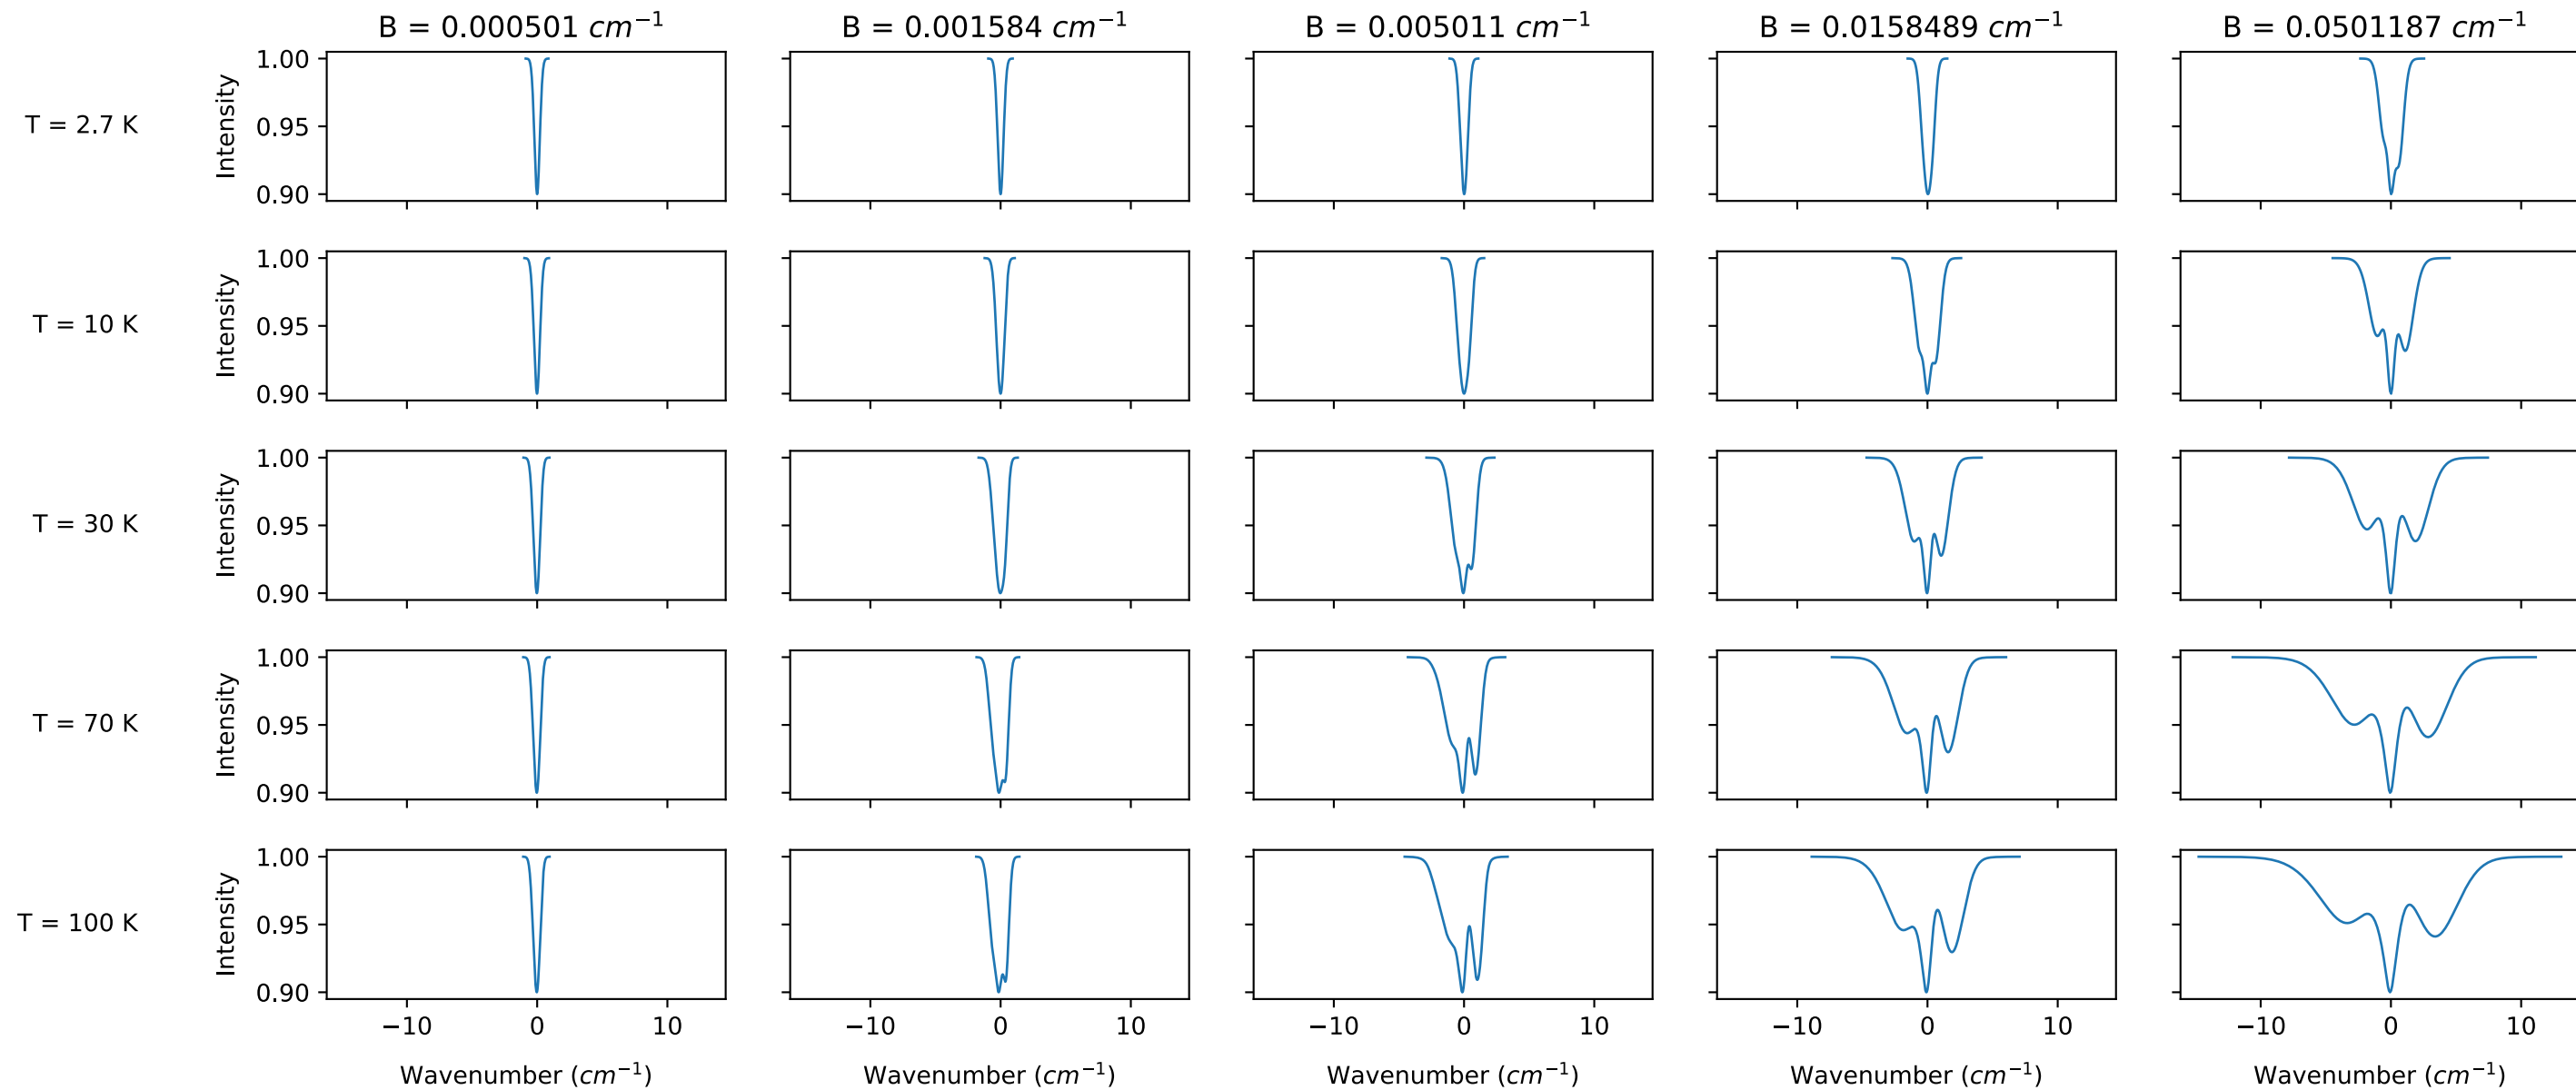 B = 0.000501 cm⁻¹ B = 0.001584 cm⁻¹ B = 0.005011 cm⁻¹ B = 0.0158489 cm⁻¹ B = 0.0501187 cm⁻¹
T = 2.7 K
Intensity
1.00
0.95
0.90
T = 10 K
Intensity
1.00
0.95
0.90
T = 30 K
Intensity
1.00
0.95
0.90
T = 70 K
Intensity
1.00
0.95
0.90
T = 100 K
Intensity
1.00
0.95
0.90
−10 0 10 −10 0 10 −10 0 10 −10 0 10 −10 0 10
Wavenumber (cm⁻¹) Wavenumber (cm⁻¹) Wavenumber (cm⁻¹) Wavenumber (cm⁻¹) Wavenumber (cm⁻¹)